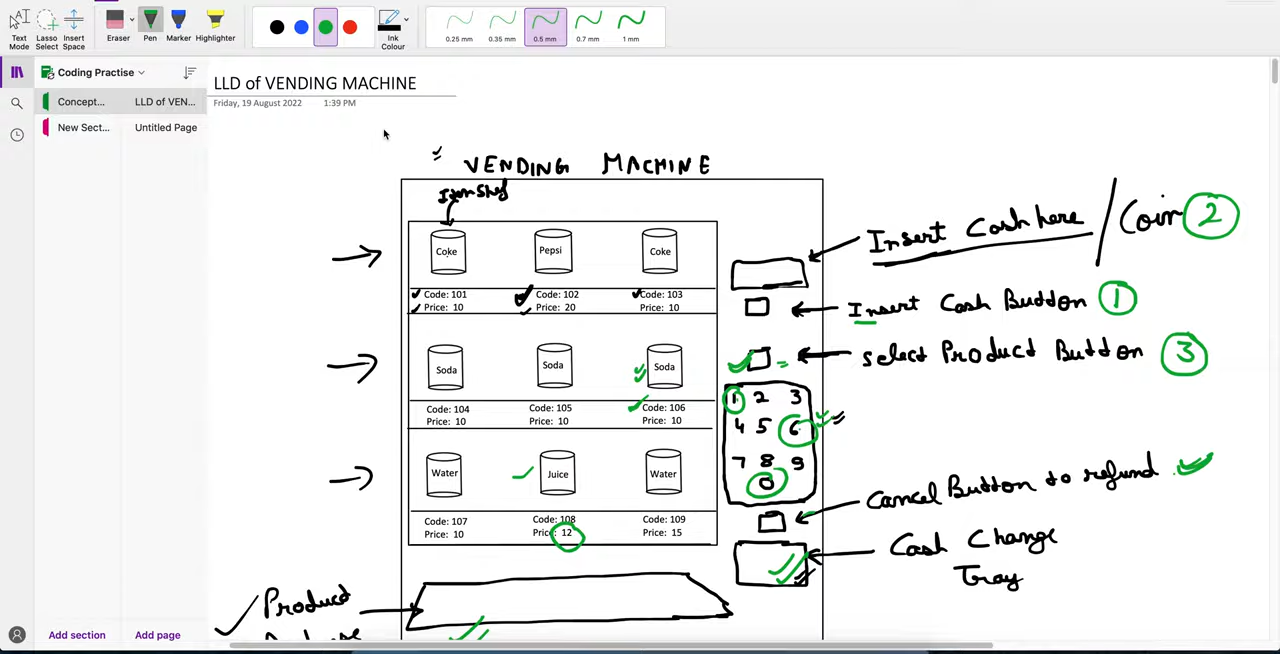 Text Mode
Lasso Select
Insert Space
Eraser
Pen
Marker
Highlighter
Ink Colour
0.25 mm
0.35 mm
0.5 mm
0.7 mm
1 mm
Coding Practise
Concept...
LLD of VEN...
New Sect...
Untitled Page
LLD of VENDING MACHINE
Friday, 19 August 2022 1:39 PM
VENDING MACHINE
Coke Pepsi Coke
Code: 101 Code: 102 Code: 103
Price: 10 Price: 20 Price: 10
Soda Soda Soda
Code: 104 Code: 105 Code: 106
Price: 10 Price: 10 Price: 10
Water Juice Water
Code: 107 Code: 108 Code: 109
Price: 10 Price: 12 Price: 15
Insert Cash here / Coin 2
Insert Cash Button 1
Select Product Button 3
1 2 3
4 5 6
7 8 9
0
Cancel Button to refund
Cash Change
Tray
Product
Add section
Add page